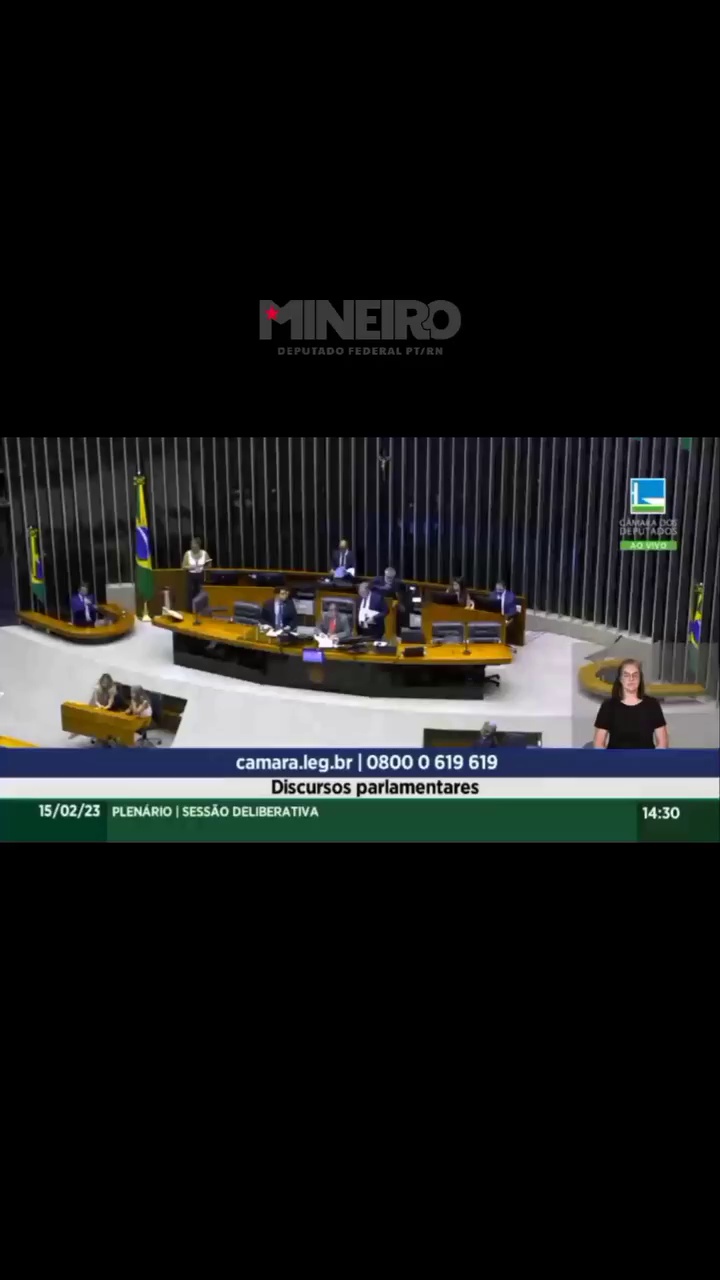 MINEIRO
DEPUTADO FEDERAL PT/RN
CÂMARA DOS
DEPUTADOS
AO VIVO
camara.leg.br | 0800 0 619 619
Discursos parlamentares
15/02/23 PLENÁRIO | SESSÃO DELIBERATIVA 14:30